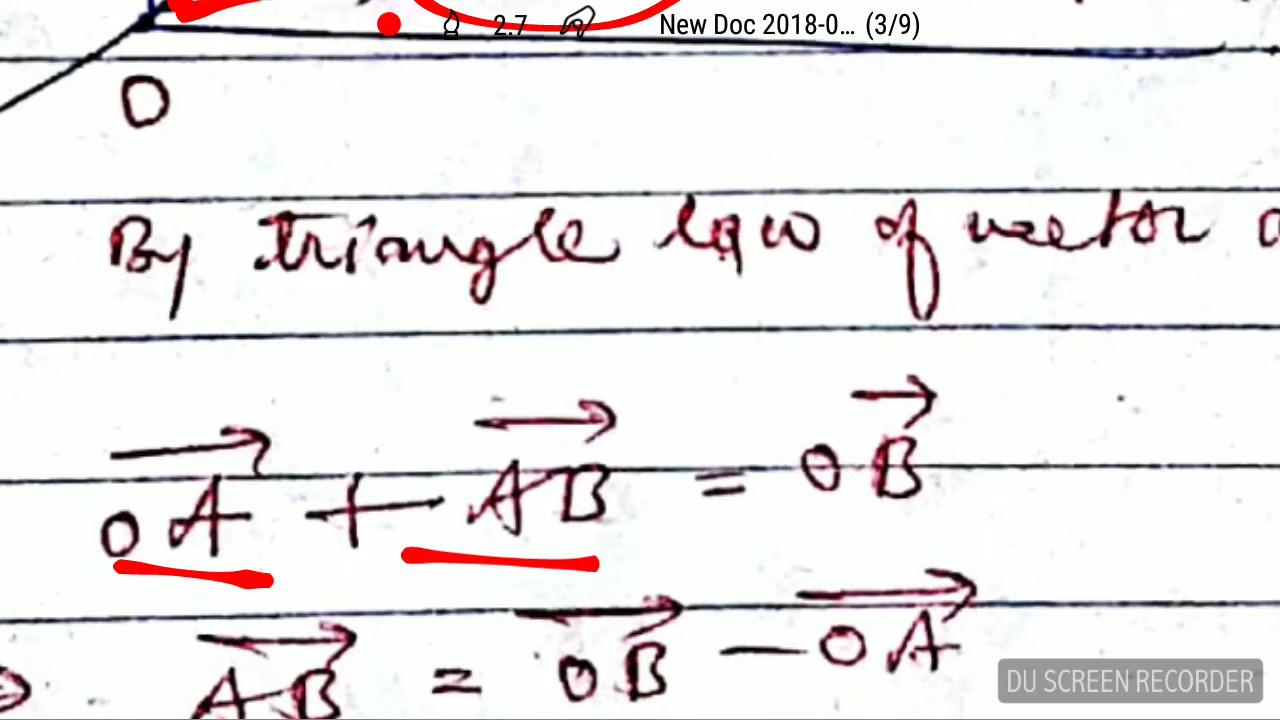 2.7 New Doc 2018-0... (3/9)
O
By triangle law of vector
OA + AB = OB
AB = OB - OA
DU SCREEN RECORDER